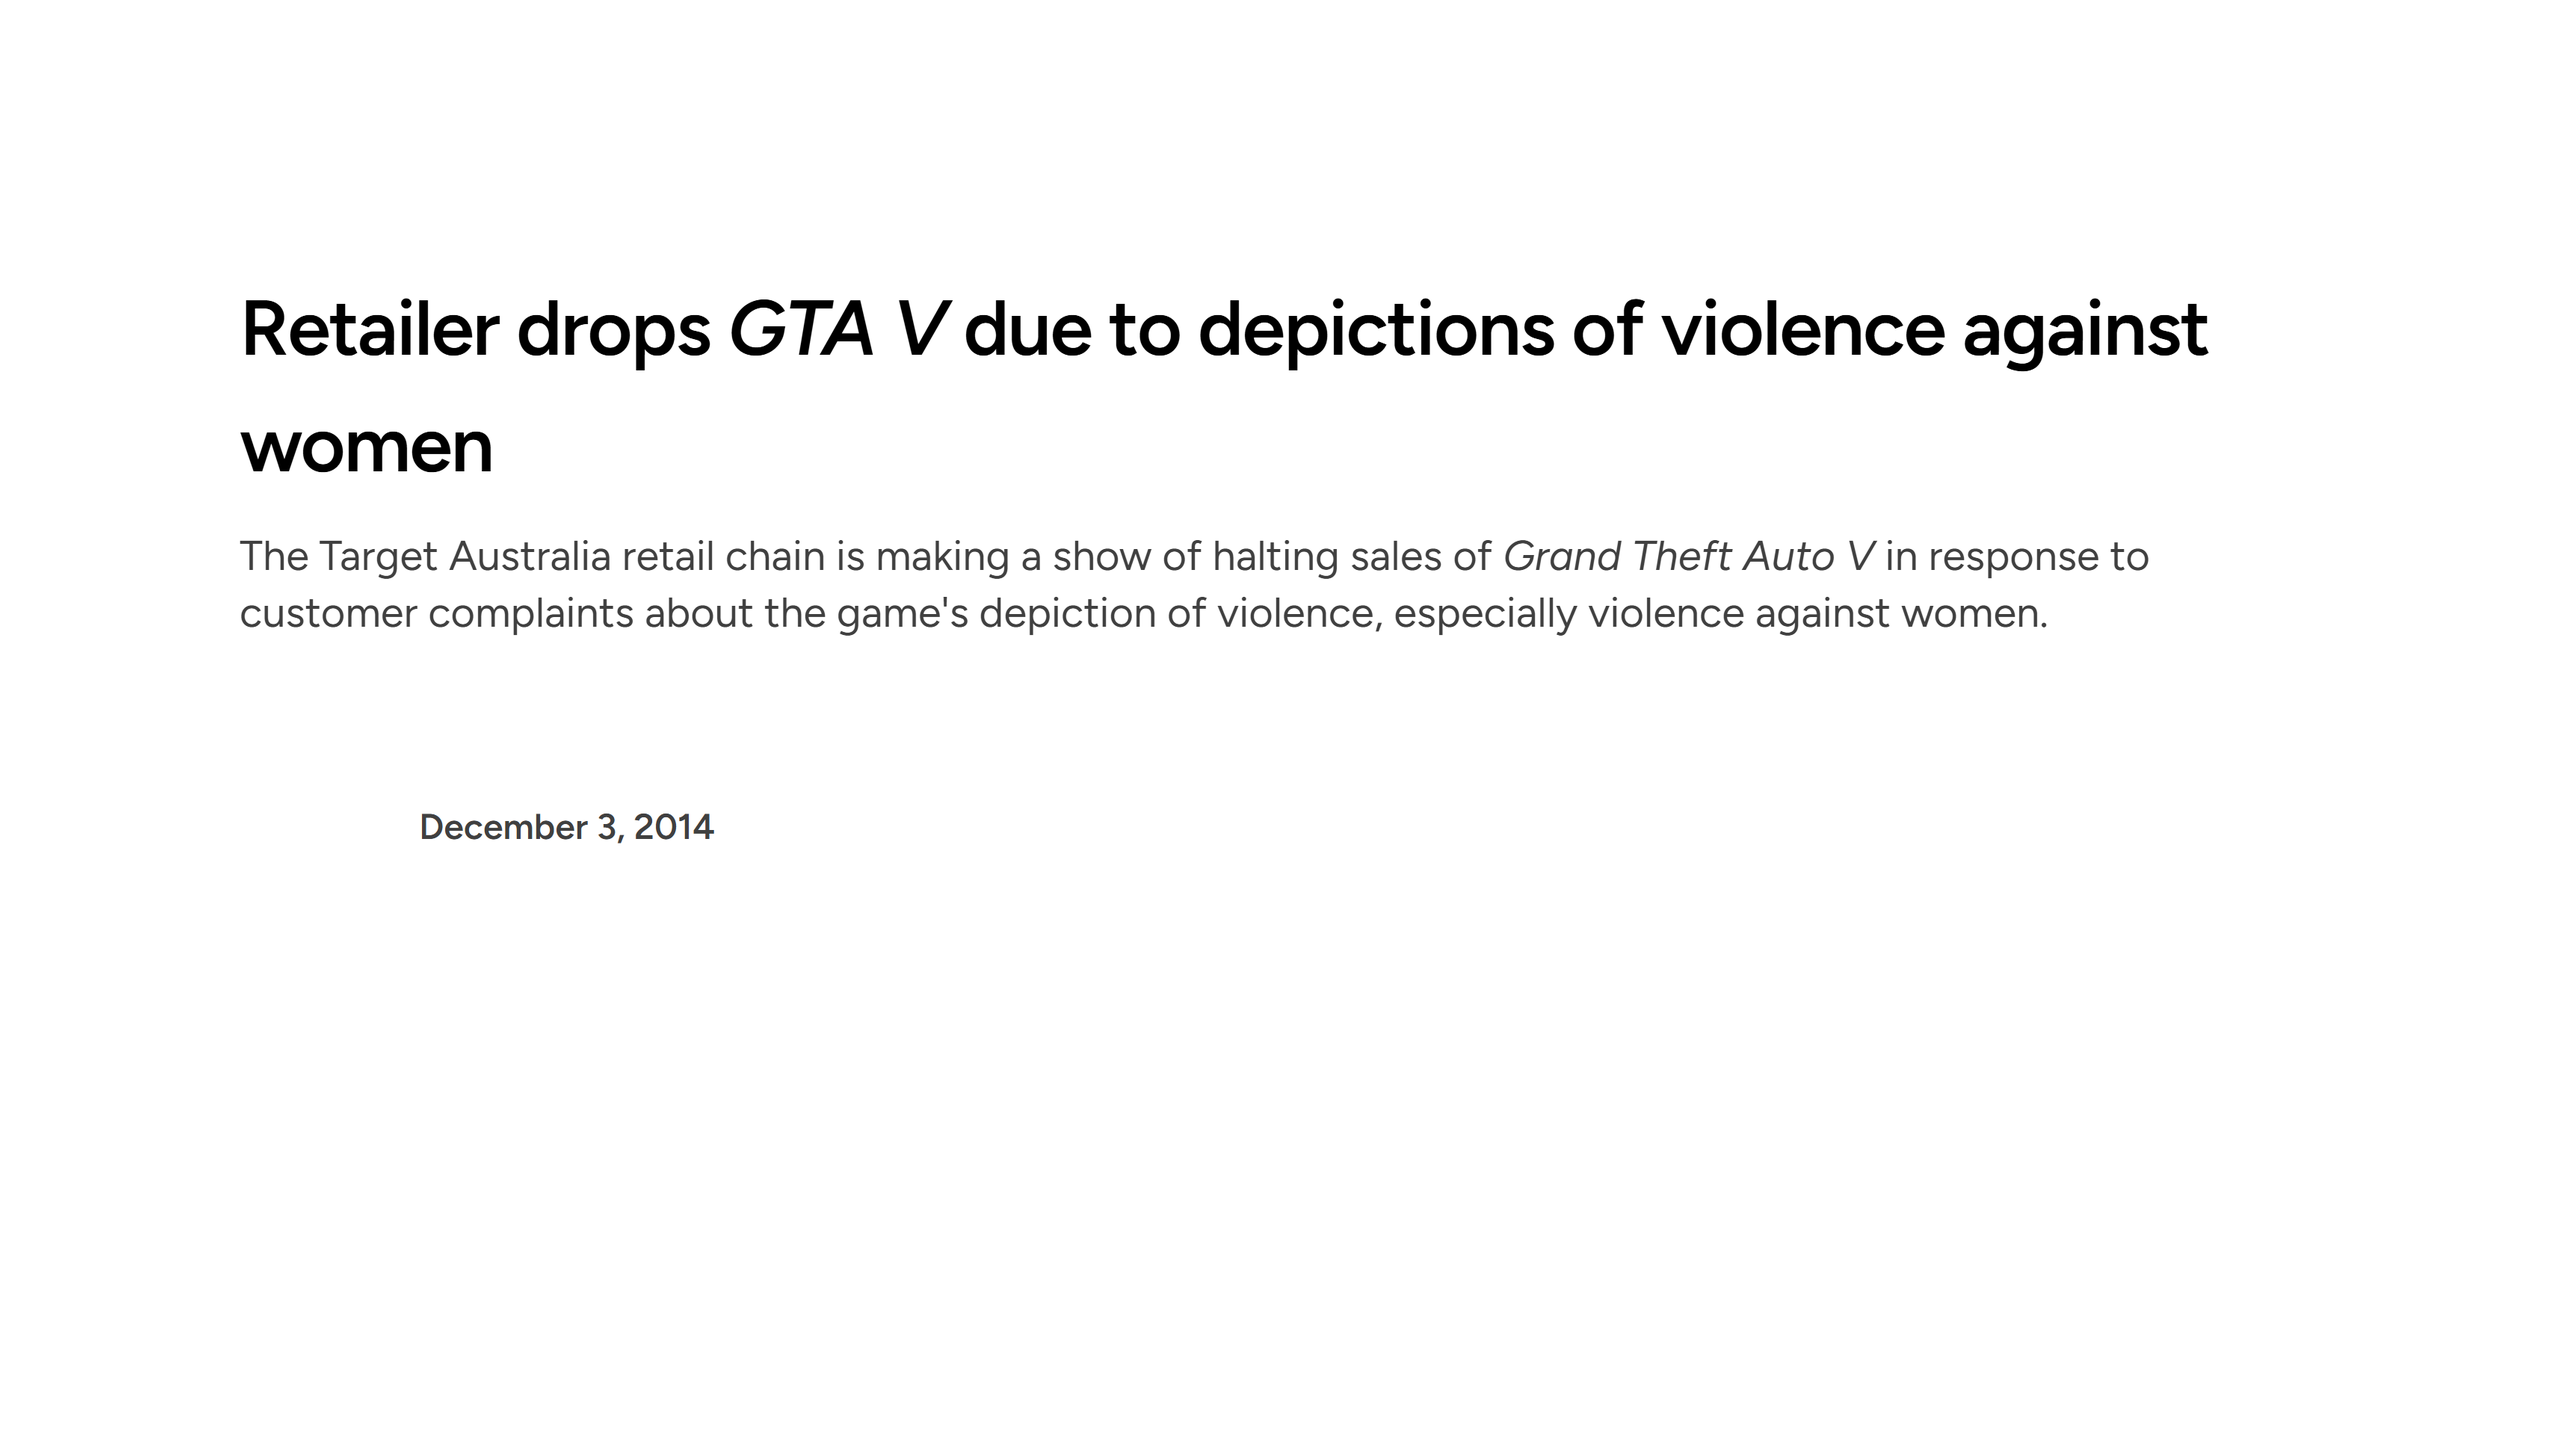 Retailer drops GTA V due to depictions of violence against
women
The Target Australia retail chain is making a show of halting sales of Grand Theft Auto V in response to
customer complaints about the game's depiction of violence, especially violence against women.
December 3, 2014